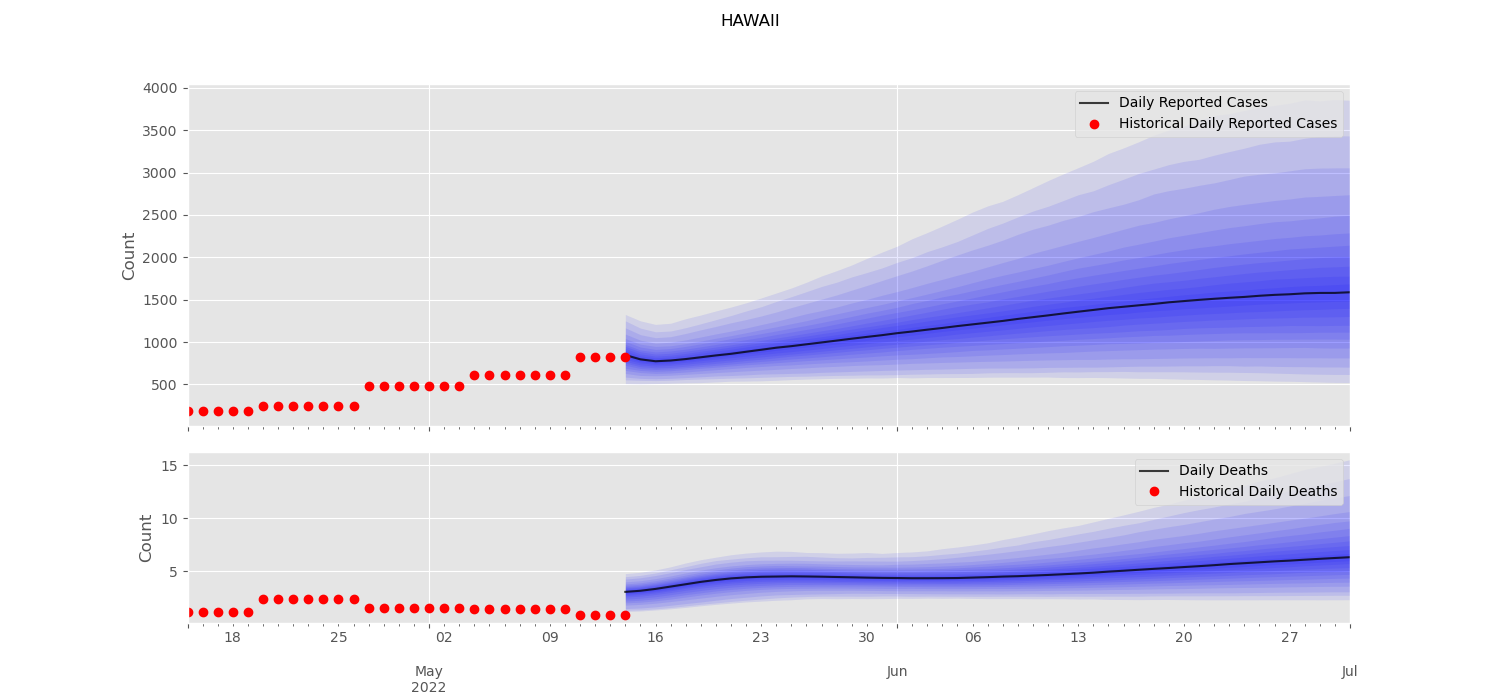 HAWAII
4000
3500
3000
2500
2000
1500
1000
500
Count
Daily Reported Cases
Historical Daily Reported Cases
15
10
5
Count
Daily Deaths
Historical Daily Deaths
18 25 02 09 16 23 30 06 13 20 27
May Jun Jul
2022